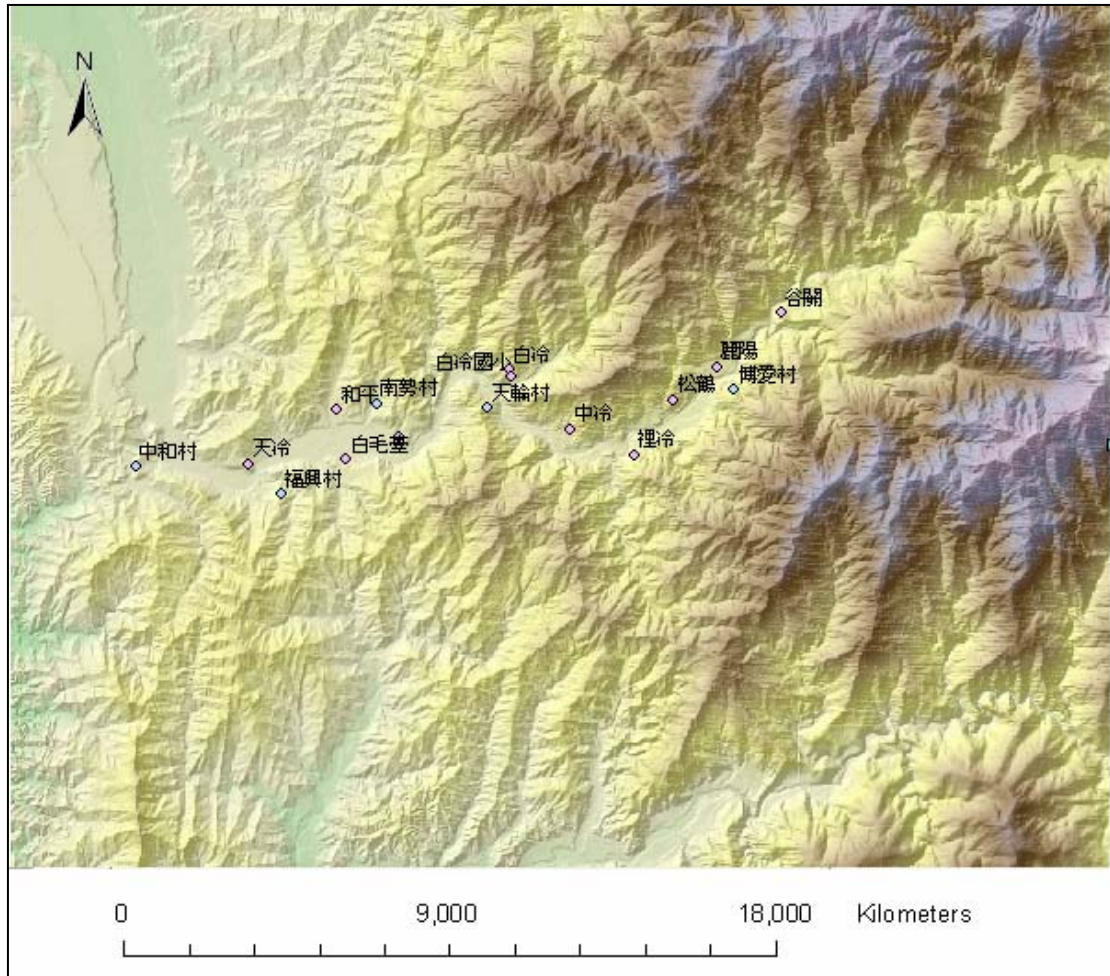 N
谷關
麗陽
博愛村
白冷國小
白冷
松鶴
和平
南勢村
天輪村
中冷
裡冷
中和村
天冷
白毛臺
福興村
0 9,000 18,000 Kilometers